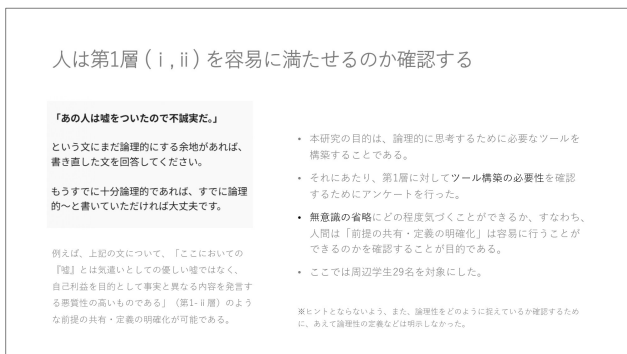 人は第1層 ( ⅰ , ⅱ ) を容易に満たせるのか確認する
「あの人は嘘をついたので不誠実だ。」
という文にまだ論理的にする余地があれば、
書き直した文を回答してください。
もうすでに十分論理的であれば、すでに論理
的〜と書いていただければ大丈夫です。
例えば、上記の文について、「ここにおいての
『嘘』とは気遣いとしての優しい嘘ではなく、
自己利益を目的として事実と異なる内容を発言す
る悪質性の高いものである」（第1-ⅱ層）のよう
な前提の共有・定義の明確化が可能である。
• 本研究の目的は、論理的に思考するために必要なツールを
構築することである。
• それにあたり、第1層に対してツール構築の必要性を確認
するためにアンケートを行った。
• 無意識の省略にどの程度気づくことができるか、すなわち、
人間は「前提の共有・定義の明確化」は容易に行うことが
できるのかを確認することが目的である。
• ここでは周辺学生29名を対象にした。
※ヒントとならないよう、また、論理性をどのように捉えているか確認するため
に、あえて論理性の定義などは明示しなかった。